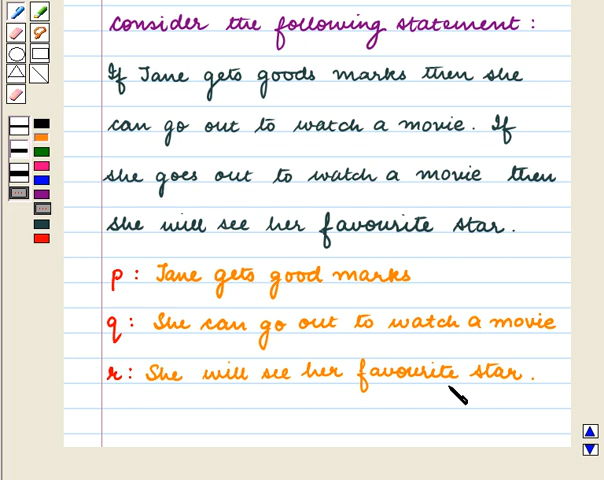 Consider the following statement :
If Jane gets goods marks then she
can go out to watch a movie. If
she goes out to watch a movie then
she will see her favourite star.
p : Jane gets good marks
q : She can go out to watch a movie
r : She will see her favourite star.